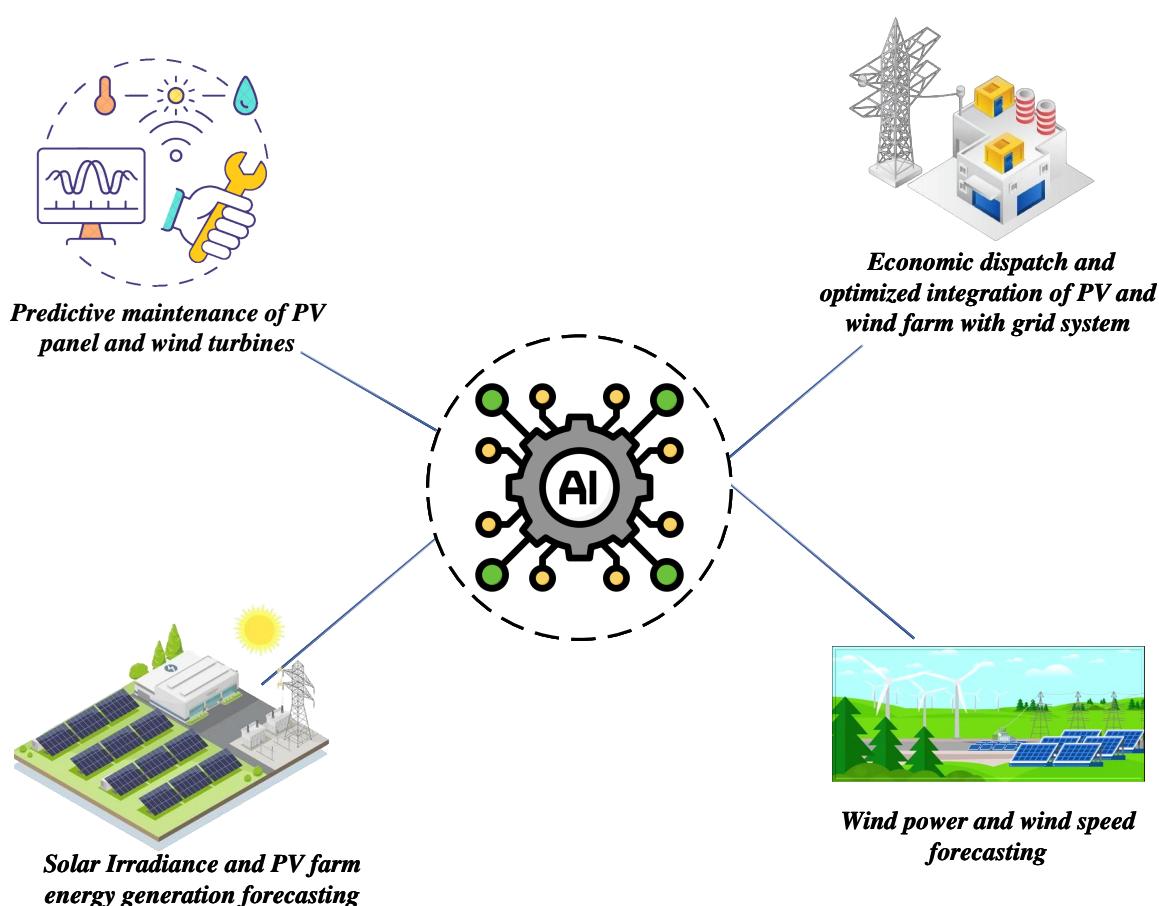 Economic dispatch and
optimized integration of PV and
wind farm with grid system
Predictive maintenance of PV
panel and wind turbines
AI
Wind power and wind speed
forecasting
Solar Irradiance and PV farm
energy generation forecasting